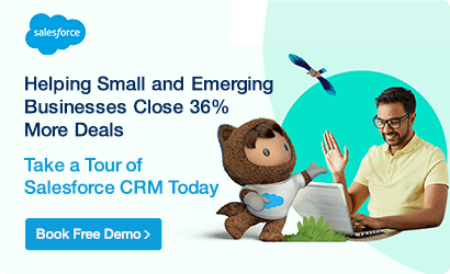 salesforce
Helping Small and Emerging
Businesses Close 36%
More Deals
Take a Tour of
Salesforce CRM Today
Book Free Demo >